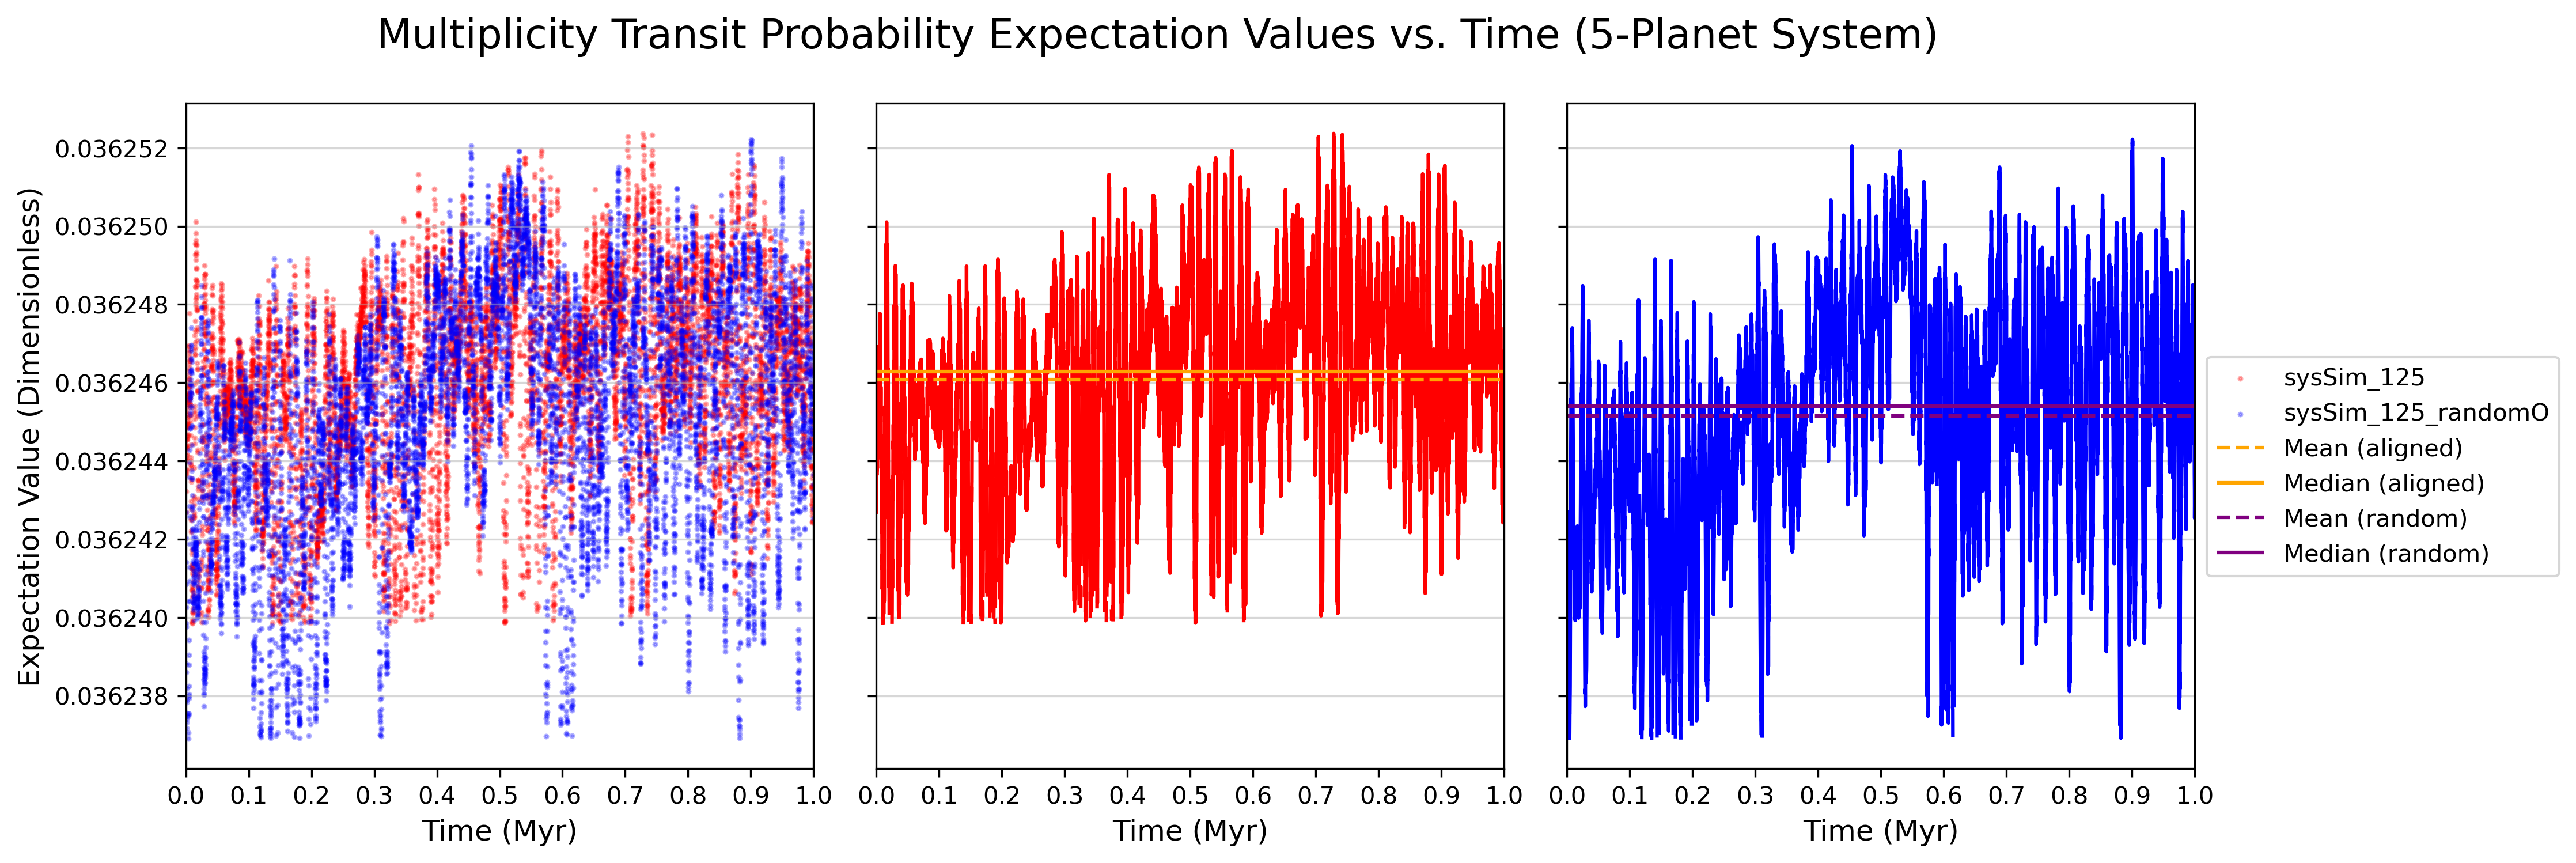 Multiplicity Transit Probability Expectation Values vs. Time (5-Planet System)
Expectation Value (Dimensionless)
0.036252
0.036250
0.036248
0.036246
0.036244
0.036242
0.036240
0.036238
0.0 0.1 0.2 0.3 0.4 0.5 0.6 0.7 0.8 0.9 1.0
Time (Myr)
0.0 0.1 0.2 0.3 0.4 0.5 0.6 0.7 0.8 0.9 1.0
Time (Myr)
0.0 0.1 0.2 0.3 0.4 0.5 0.6 0.7 0.8 0.9 1.0
Time (Myr)
sysSim_125
sysSim_125_randomO
Mean (aligned)
Median (aligned)
Mean (random)
Median (random)